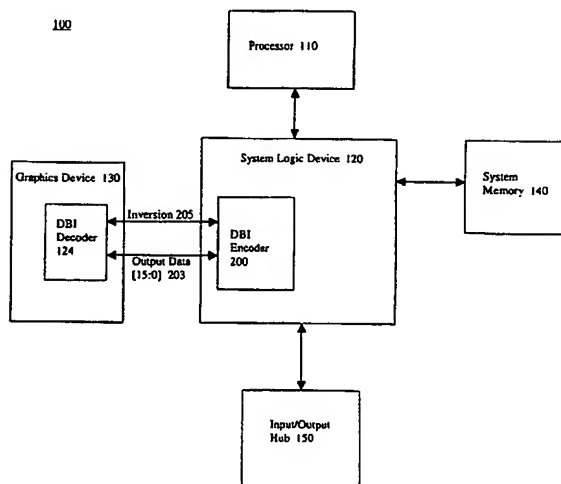 100
Processor 110
System Logic Device 120
System
Memory 140
Graphics Device 130
Inversion 205
DBI
Decoder
124
DBI
Encoder
200
Output Data
[15:0] 203
Input/Output
Hub 150